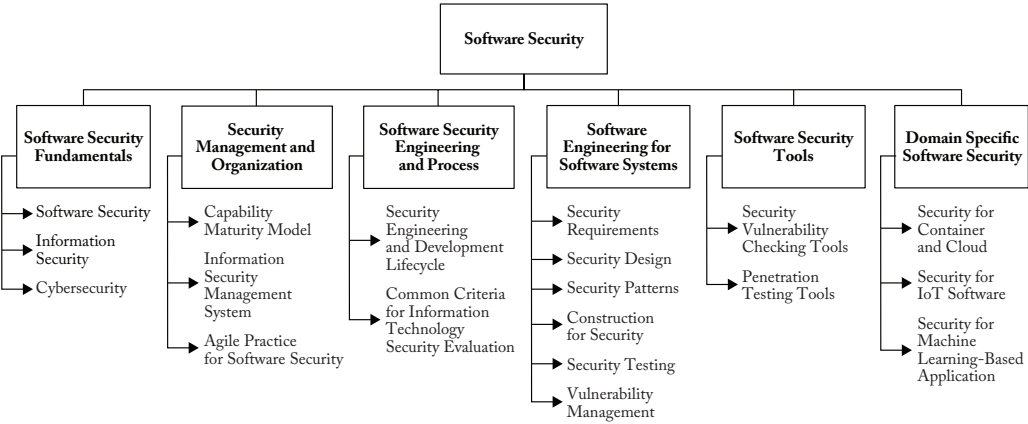 Software Security
Software Security
Fundamentals
Software Security
Information
Security
Cybersecurity
Security
Management and
Organization
Capability
Maturity Model
Information
Security
Management
System
Agile Practice
for Software Security
Software Security
Engineering
and Process
Security
Engineering
and Development
Lifecycle
Common Criteria
for Information
Technology
Security Evaluation
Software
Engineering for
Software Systems
Security
Requirements
Security Design
Security Patterns
Construction
for Security
Security Testing
Vulnerability
Management
Software Security
Tools
Security
Vulnerability
Checking Tools
Penetration
Testing Tools
Domain Specific
Software Security
Security for
Container
and Cloud
Security for
IoT Software
Security for
Machine
Learning-Based
Application